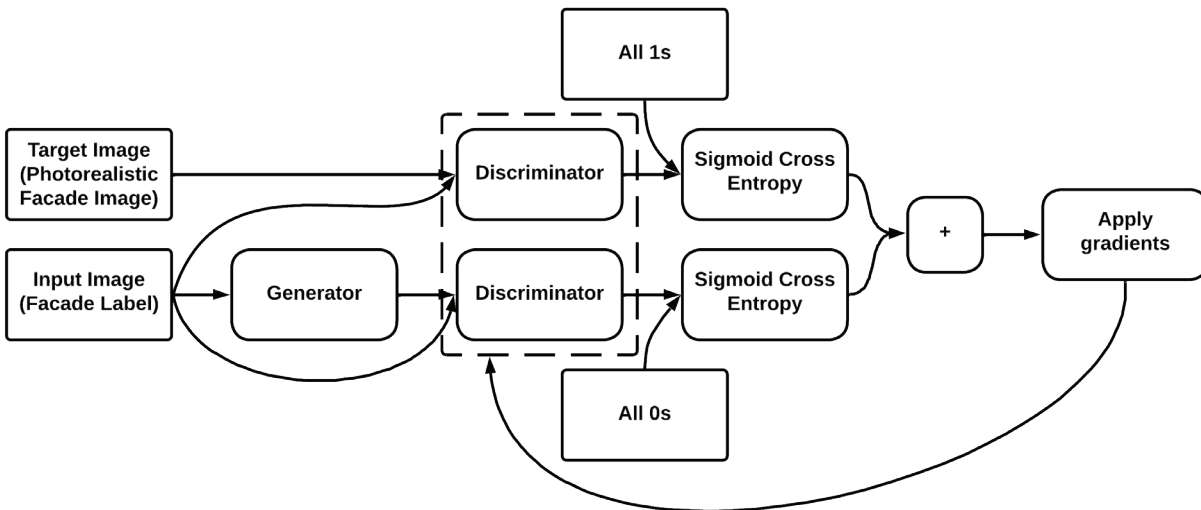 All 1s
Target Image
(Photorealistic
Facade Image)
Discriminator
Sigmoid Cross
Entropy
+
Apply
gradients
Input Image
(Facade Label)
Generator
Discriminator
Sigmoid Cross
Entropy
All 0s